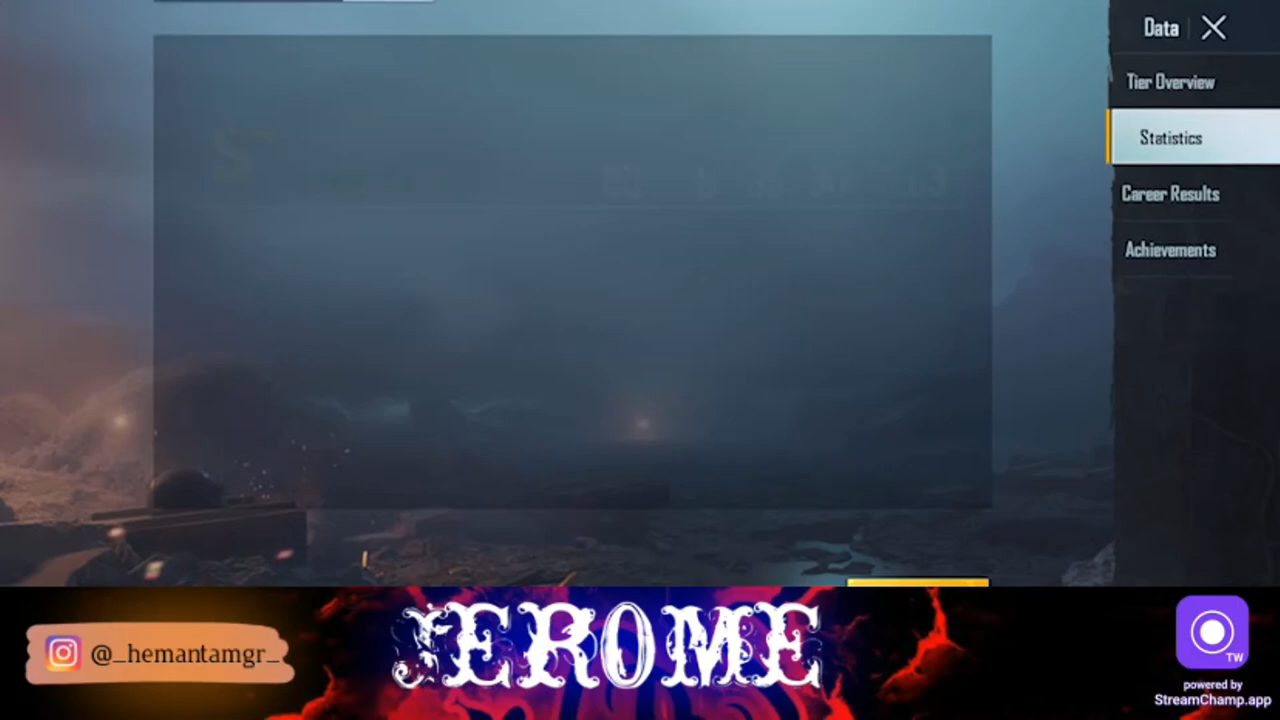 Data
Tier Overview
Statistics
Career Results
Achievements
@_hemantamgr_
JEROME
TW
powered by
StreamChamp.app